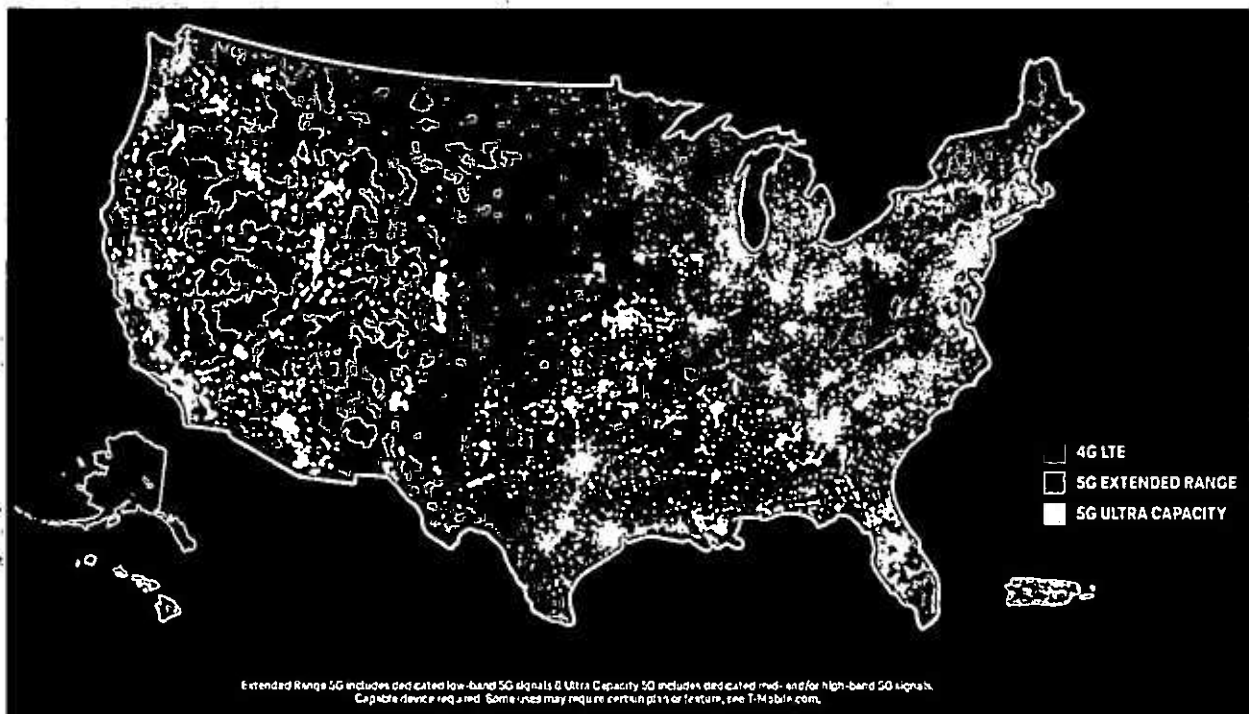 4G LTE
5G EXTENDED RANGE
5G ULTRA CAPACITY
Extended Range 5G includes dedicated low-band 5G signals & Ultra Capacity 5G includes dedicated mid- and/or high-band 5G signals.
Capable device required. Some uses may require certain plan or feature, see T-Mobile.com.